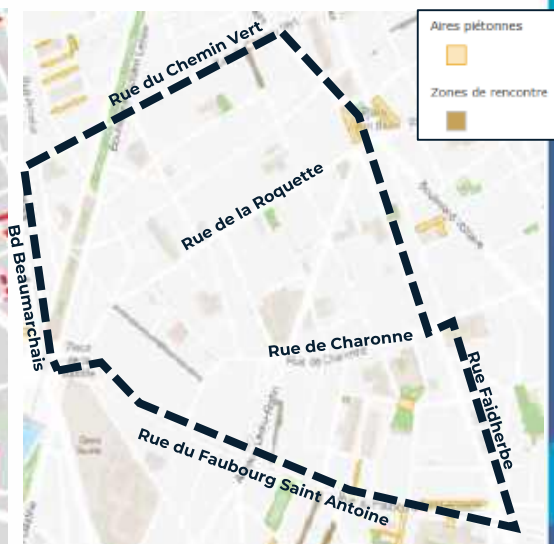 Aires piétonnes
Zones de rencontre
Rue du Chemin Vert
Rue de la Roquette
Bd Beaumarchais
Rue de Charonne
Rue Faidherbe
Rue du Faubourg Saint Antoine